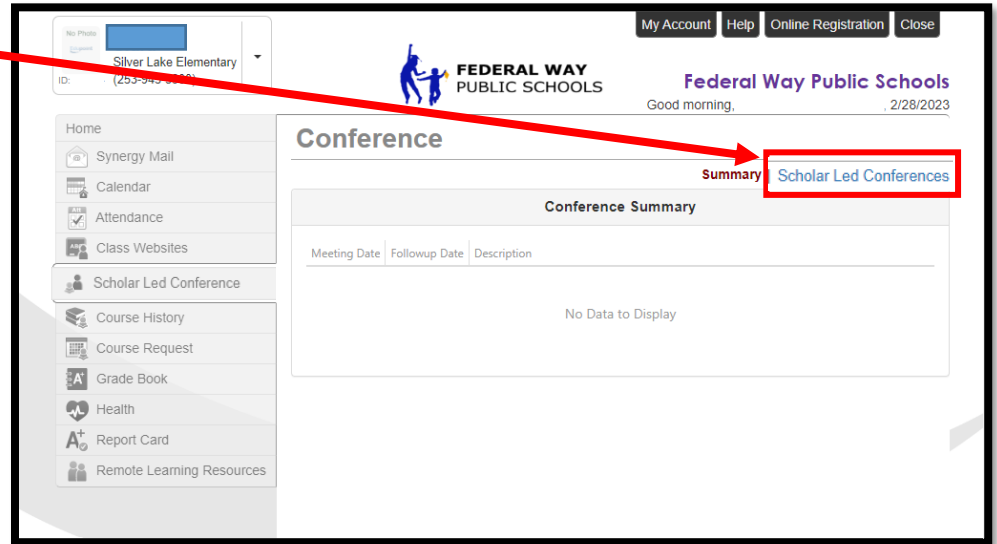 My Account Help Online Registration Close
No Photo
Silver Lake Elementary
ID:
FEDERAL WAY
PUBLIC SCHOOLS
Federal Way Public Schools
Good morning, , 2/28/2023
Home
Synergy Mail
Calendar
Attendance
Class Websites
Scholar Led Conference
Course History
Course Request
Grade Book
Health
Report Card
Remote Learning Resources
Conference
Summary | Scholar Led Conferences
Conference Summary
Meeting Date Followup Date Description
No Data to Display